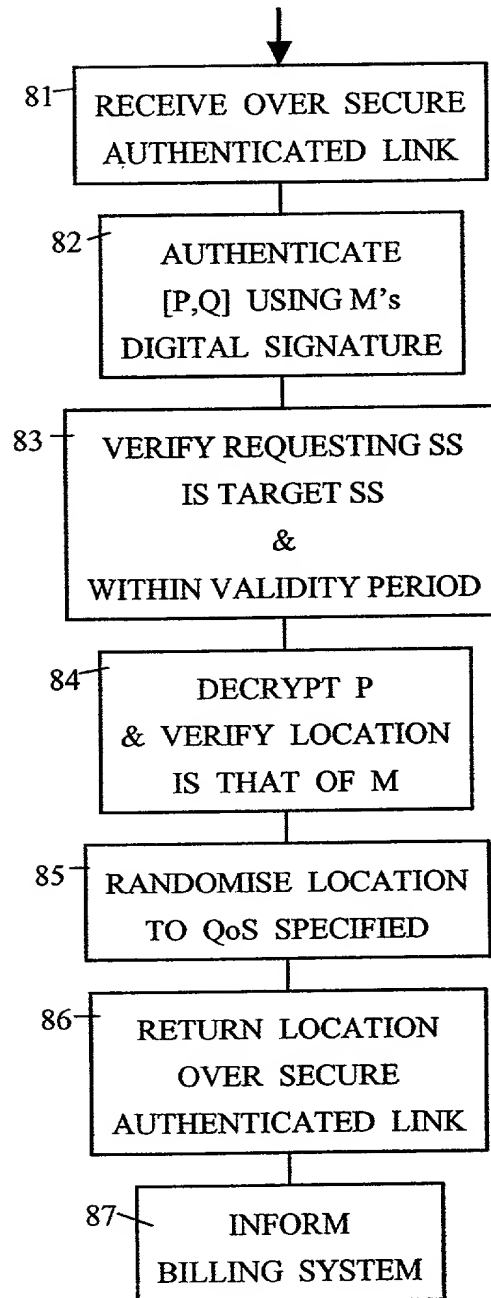 81
RECEIVE OVER SECURE
AUTHENTICATED LINK
82
AUTHENTICATE
[P,Q] USING M's
DIGITAL SIGNATURE
83
VERIFY REQUESTING SS
IS TARGET SS
&
WITHIN VALIDITY PERIOD
84
DECRYPT P
& VERIFY LOCATION
IS THAT OF M
85
RANDOMISE LOCATION
TO QoS SPECIFIED
86
RETURN LOCATION
OVER SECURE
AUTHENTICATED LINK
87
INFORM
BILLING SYSTEM